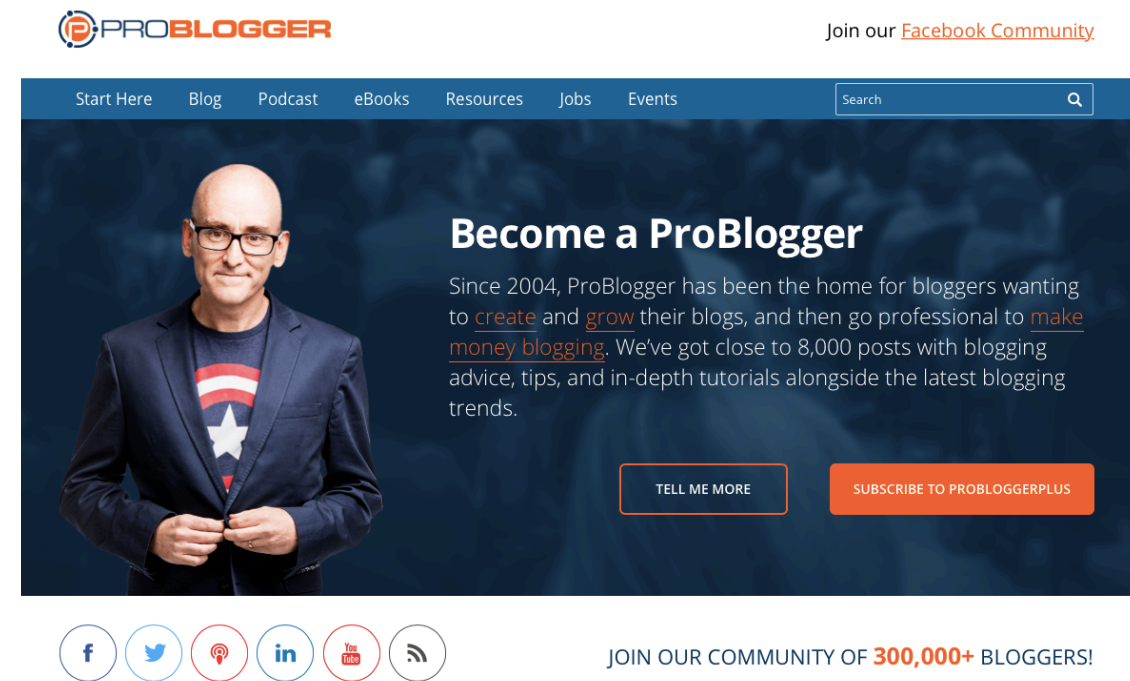 PROBLOGGER
Join our Facebook Community
Start Here Blog Podcast eBooks Resources Jobs Events Search
Become a ProBlogger
Since 2004, ProBlogger has been the home for bloggers wanting
to create and grow their blogs, and then go professional to make
money blogging. We've got close to 8,000 posts with blogging
advice, tips, and in-depth tutorials alongside the latest blogging
trends.
TELL ME MORE
SUBSCRIBE TO PROBLOGGERPLUS
f in You Tube
JOIN OUR COMMUNITY OF 300,000+ BLOGGERS!